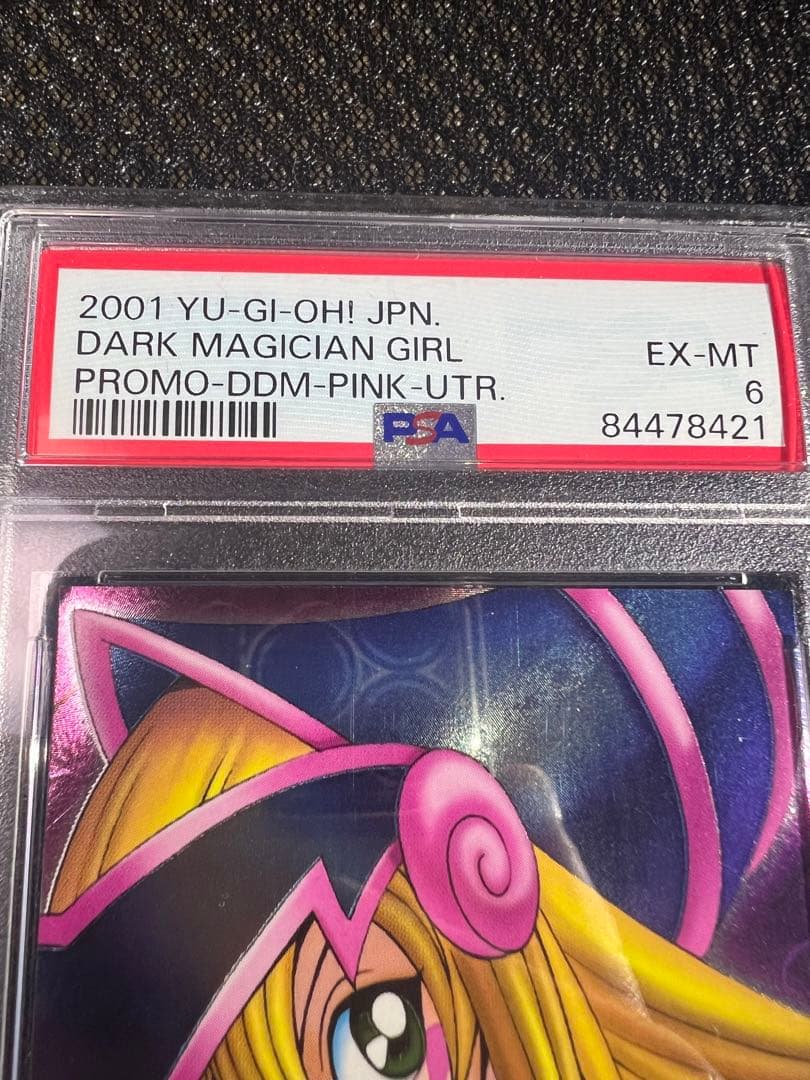 2001 YU-GI-OH! JPN.
DARK MAGICIAN GIRL
EX-MT
PROMO-DDM-PINK-UTR.
6
PSA
84478421